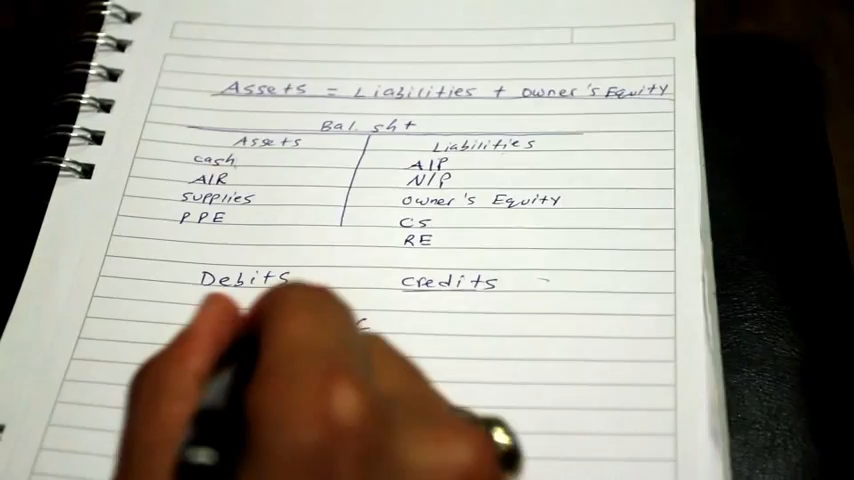 Assets = Liabilities + Owner's Equity
Bal. sht
Assets Liabilities
Cash A/P
A/R N/P
Supplies Owner's Equity
PPE CS
RE
Debits Credits